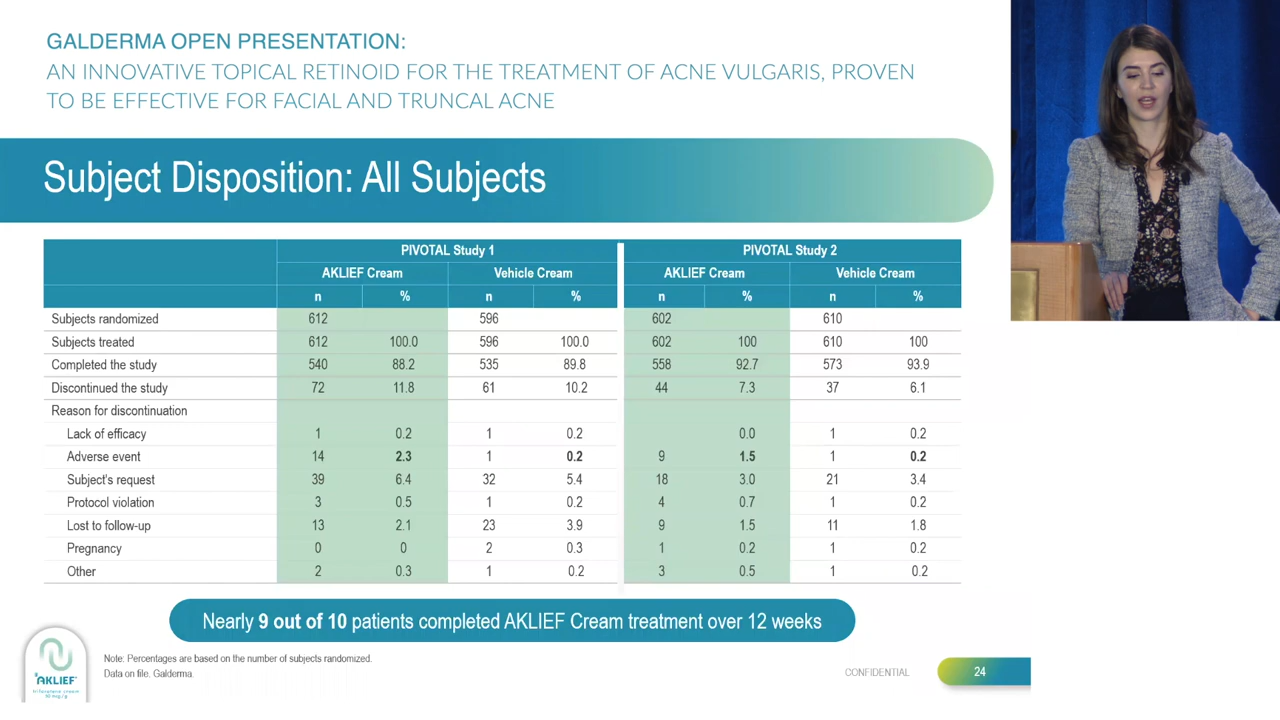 GALDERMA OPEN PRESENTATION:
AN INNOVATIVE TOPICAL RETINOID FOR THE TREATMENT OF ACNE VULGARIS, PROVEN
TO BE EFFECTIVE FOR FACIAL AND TRUNCAL ACNE
Subject Disposition: All Subjects
PIVOTAL Study 1 PIVOTAL Study 2
AKLIEF Cream Vehicle Cream AKLIEF Cream Vehicle Cream
n % n % n % n %
Subjects randomized 612 596 602 610
Subjects treated 612 100.0 596 100.0 602 100 610 100
Completed the study 540 88.2 535 89.8 558 92.7 573 93.9
Discontinued the study 72 11.8 61 10.2 44 7.3 37 6.1
Reason for discontinuation
Lack of efficacy 1 0.2 1 0.2 0.0 1 0.2
Adverse event 14 2.3 1 0.2 9 1.5 1 0.2
Subject's request 39 6.4 32 5.4 18 3.0 21 3.4
Protocol violation 3 0.5 1 0.2 4 0.7 1 0.2
Lost to follow-up 13 2.1 23 3.9 9 1.5 11 1.8
Pregnancy 0 0 2 0.3 1 0.2 1 0.2
Other 2 0.3 1 0.2 3 0.5 1 0.2
Nearly 9 out of 10 patients completed AKLIEF Cream treatment over 12 weeks
Note: Percentages are based on the number of subjects randomized.
Data on file. Galderma.
CONFIDENTIAL
24
AKLIEF
trifarotene cream